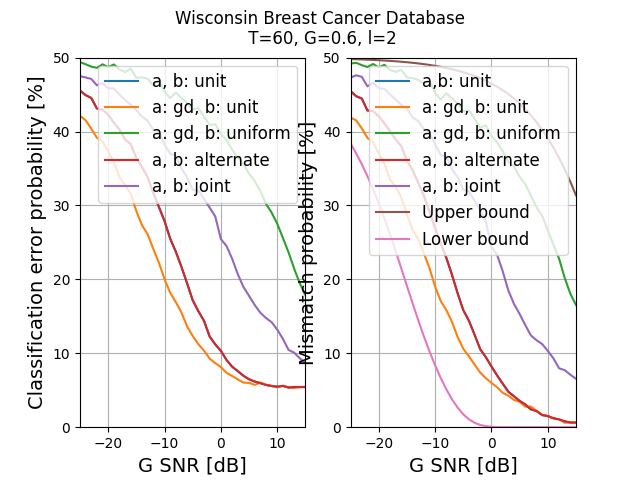 Wisconsin Breast Cancer Database
T=60, G=0.6, l=2
Classification error probability [%]
50
40
30
20
10
0
−20
−10
0
10
G SNR [dB]
a, b: unit
a: gd, b: unit
a: gd, b: uniform
a, b: alternate
a, b: joint
Mismatch probability [%]
50
40
30
20
10
0
−20
−10
0
10
G SNR [dB]
a,b: unit
a: gd, b: unit
a: gd, b: uniform
a, b: alternate
a, b: joint
Upper bound
Lower bound